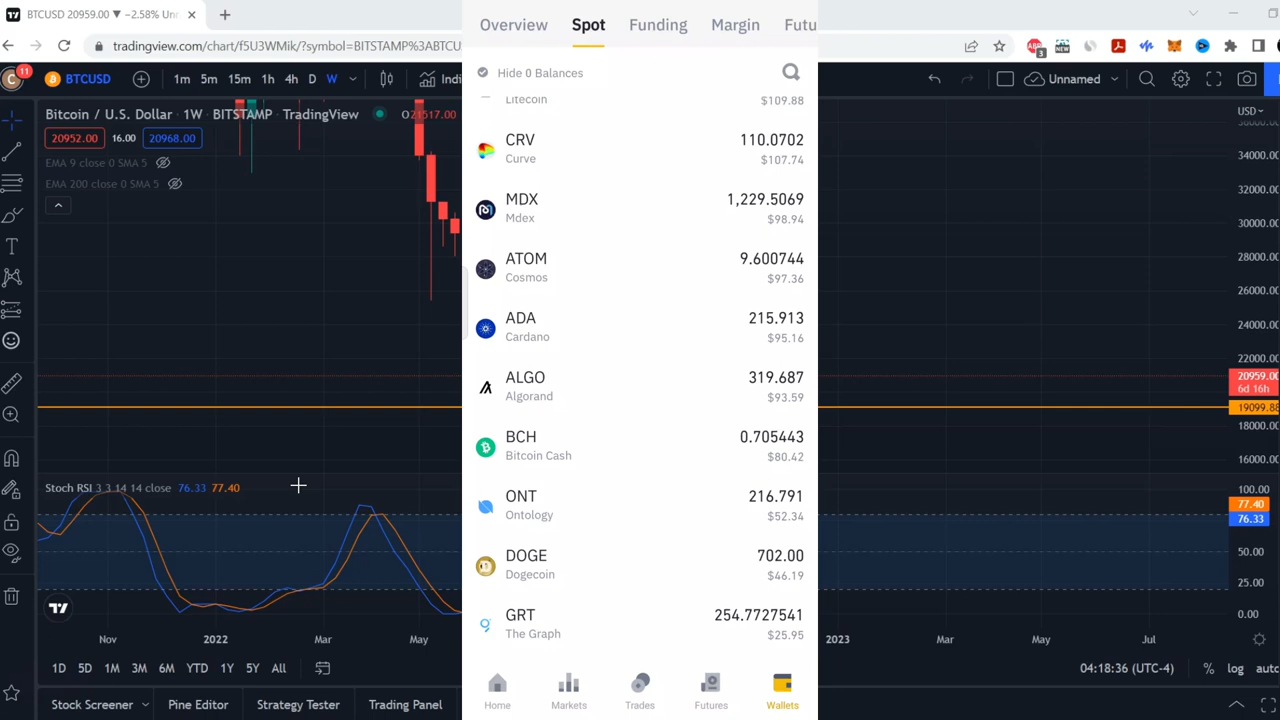 BTCUSD 20959.00 ▼ −2.58% Unn
tradingview.com/chart/f5U3WMik/?symbol=BITSTAMP%3ABTCU
3
NEW
C
11
BTCUSD
1m 5m 15m 1h 4h D W
Indi
Unnamed
Bitcoin / U.S. Dollar · 1W · BITSTAMP · TradingView
O21517.00
20952.00 16.00 20968.00
EMA 9 close 0 SMA 5
EMA 200 close 0 SMA 5
Stoch RSI 3 3 14 14 close 76.33 77.40
Nov 2022 Mar May
1D 5D 1M 3M 6M YTD 1Y 5Y All
Stock Screener Pine Editor Strategy Tester Trading Panel
Overview Spot Funding Margin Futu
Hide 0 Balances
Litecoin
$109.88
CRV 110.0702
Curve $107.74
MDX 1,229.5069
Mdex $98.94
ATOM 9.600744
Cosmos $97.36
ADA 215.913
Cardano $95.16
ALGO 319.687
Algorand $93.59
BCH 0.705443
Bitcoin Cash $80.42
ONT 216.791
Ontology $52.34
DOGE 702.00
Dogecoin $46.19
GRT 254.7727541
The Graph $25.95
Home Markets Trades Futures Wallets
USD
36000.00
34000.00
32000.00
30000.00
28000.00
26000.00
24000.00
22000.00
20959.00
6d 16h
19099.88
18000.00
16000.00
100.00
77.40
76.33
50.00
25.00
0.00
2023 Mar May Jul
04:18:36 (UTC-4) % log auto